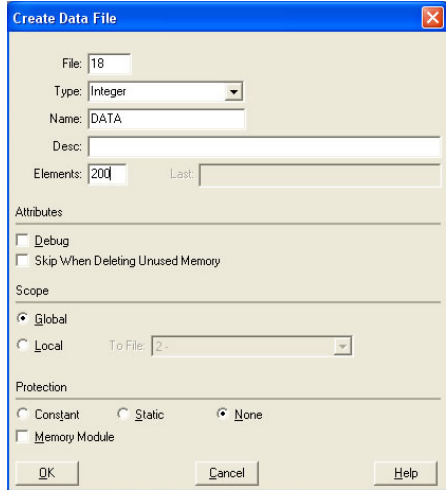 Create Data File
File: 18
Type: Integer
Name: DATA
Desc:
Elements: 200 Last:
Attributes
Debug
Skip When Deleting Unused Memory
Scope
Global
Local To File: 2 -
Protection
Constant Static None
Memory Module
OK Cancel Help